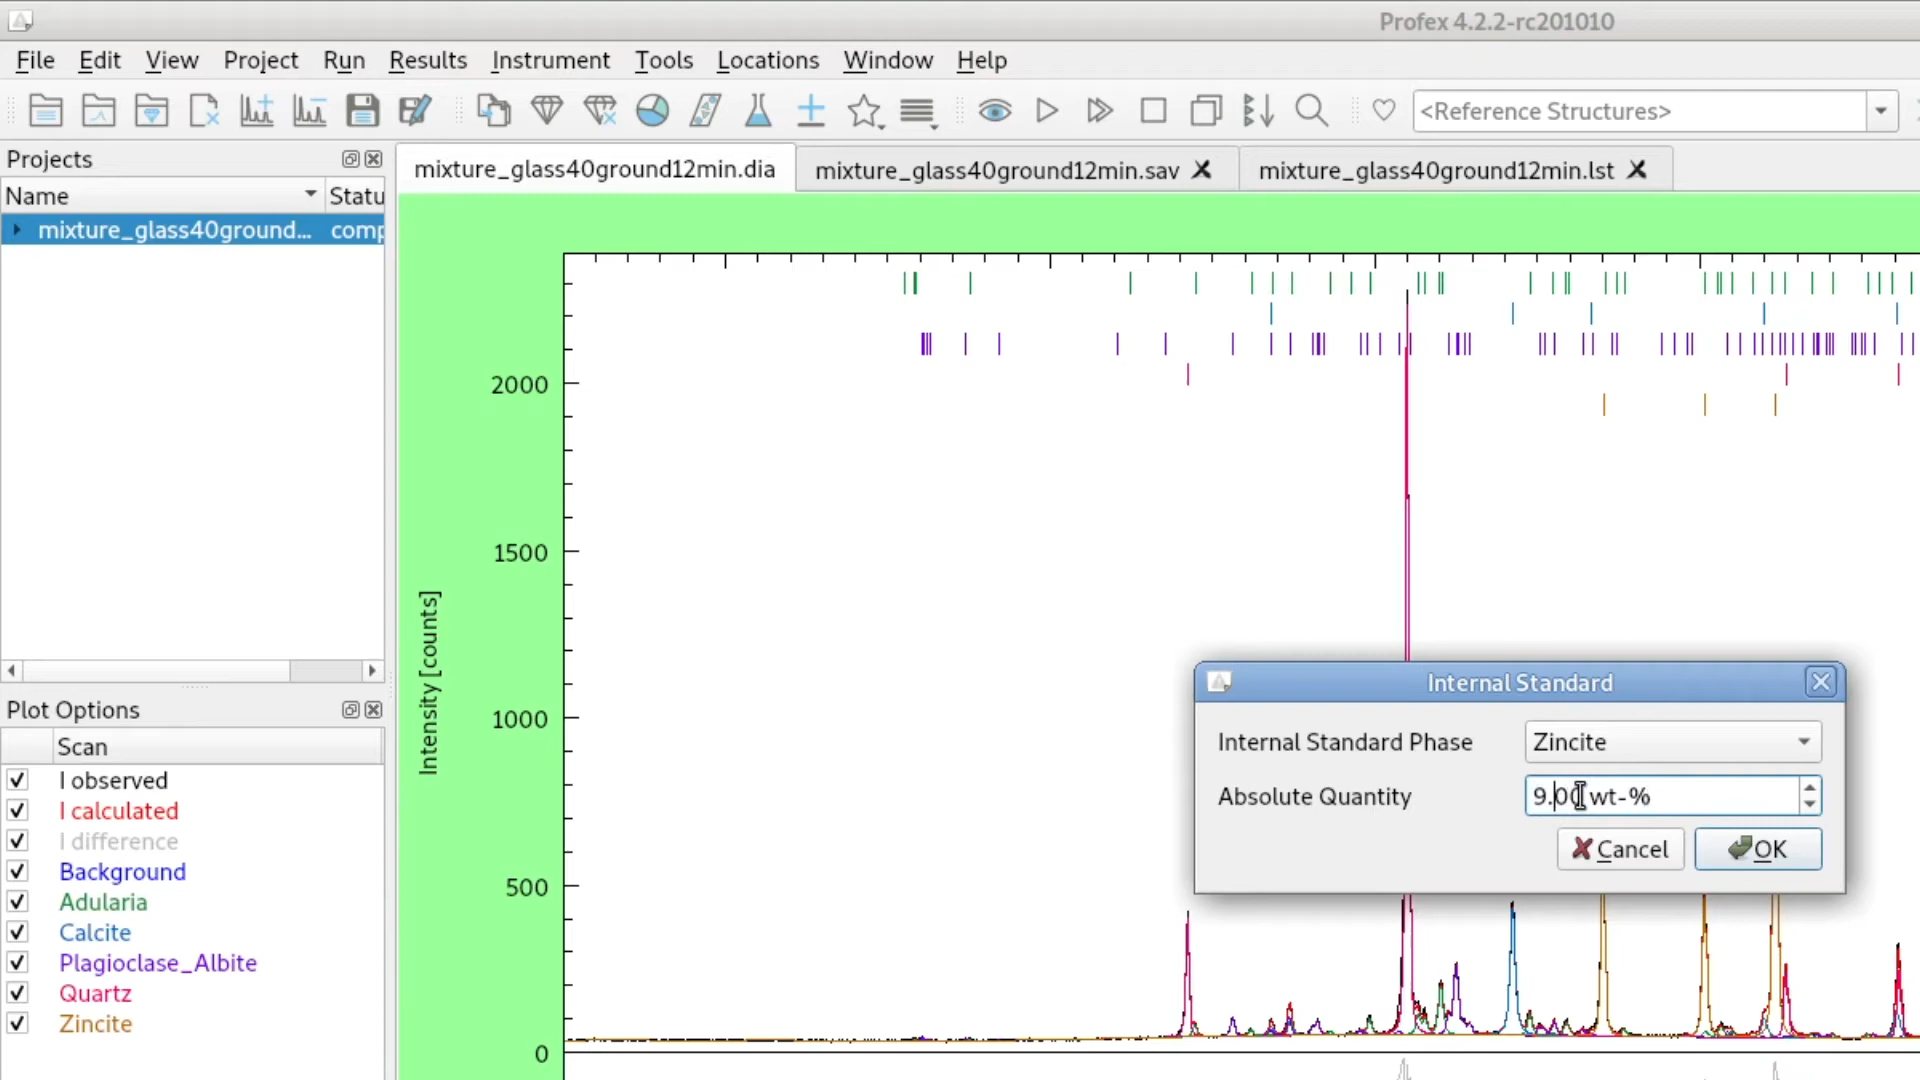 Profex 4.2.2-rc201010
File Edit View Project Run Results Instrument Tools Locations Window Help
<Reference Structures>
Projects
mixture_glass40ground12min.dia mixture_glass40ground12min.sav mixture_glass40ground12min.lst
Name Statu
mixture_glass40ground... comp
2000
1500
1000
500
0
Intensity [counts]
Plot Options
Scan
I observed
I calculated
I difference
Background
Adularia
Calcite
Plagioclase_Albite
Quartz
Zincite
Internal Standard
Internal Standard Phase Zincite
Absolute Quantity 9.00 wt-%
Cancel OK